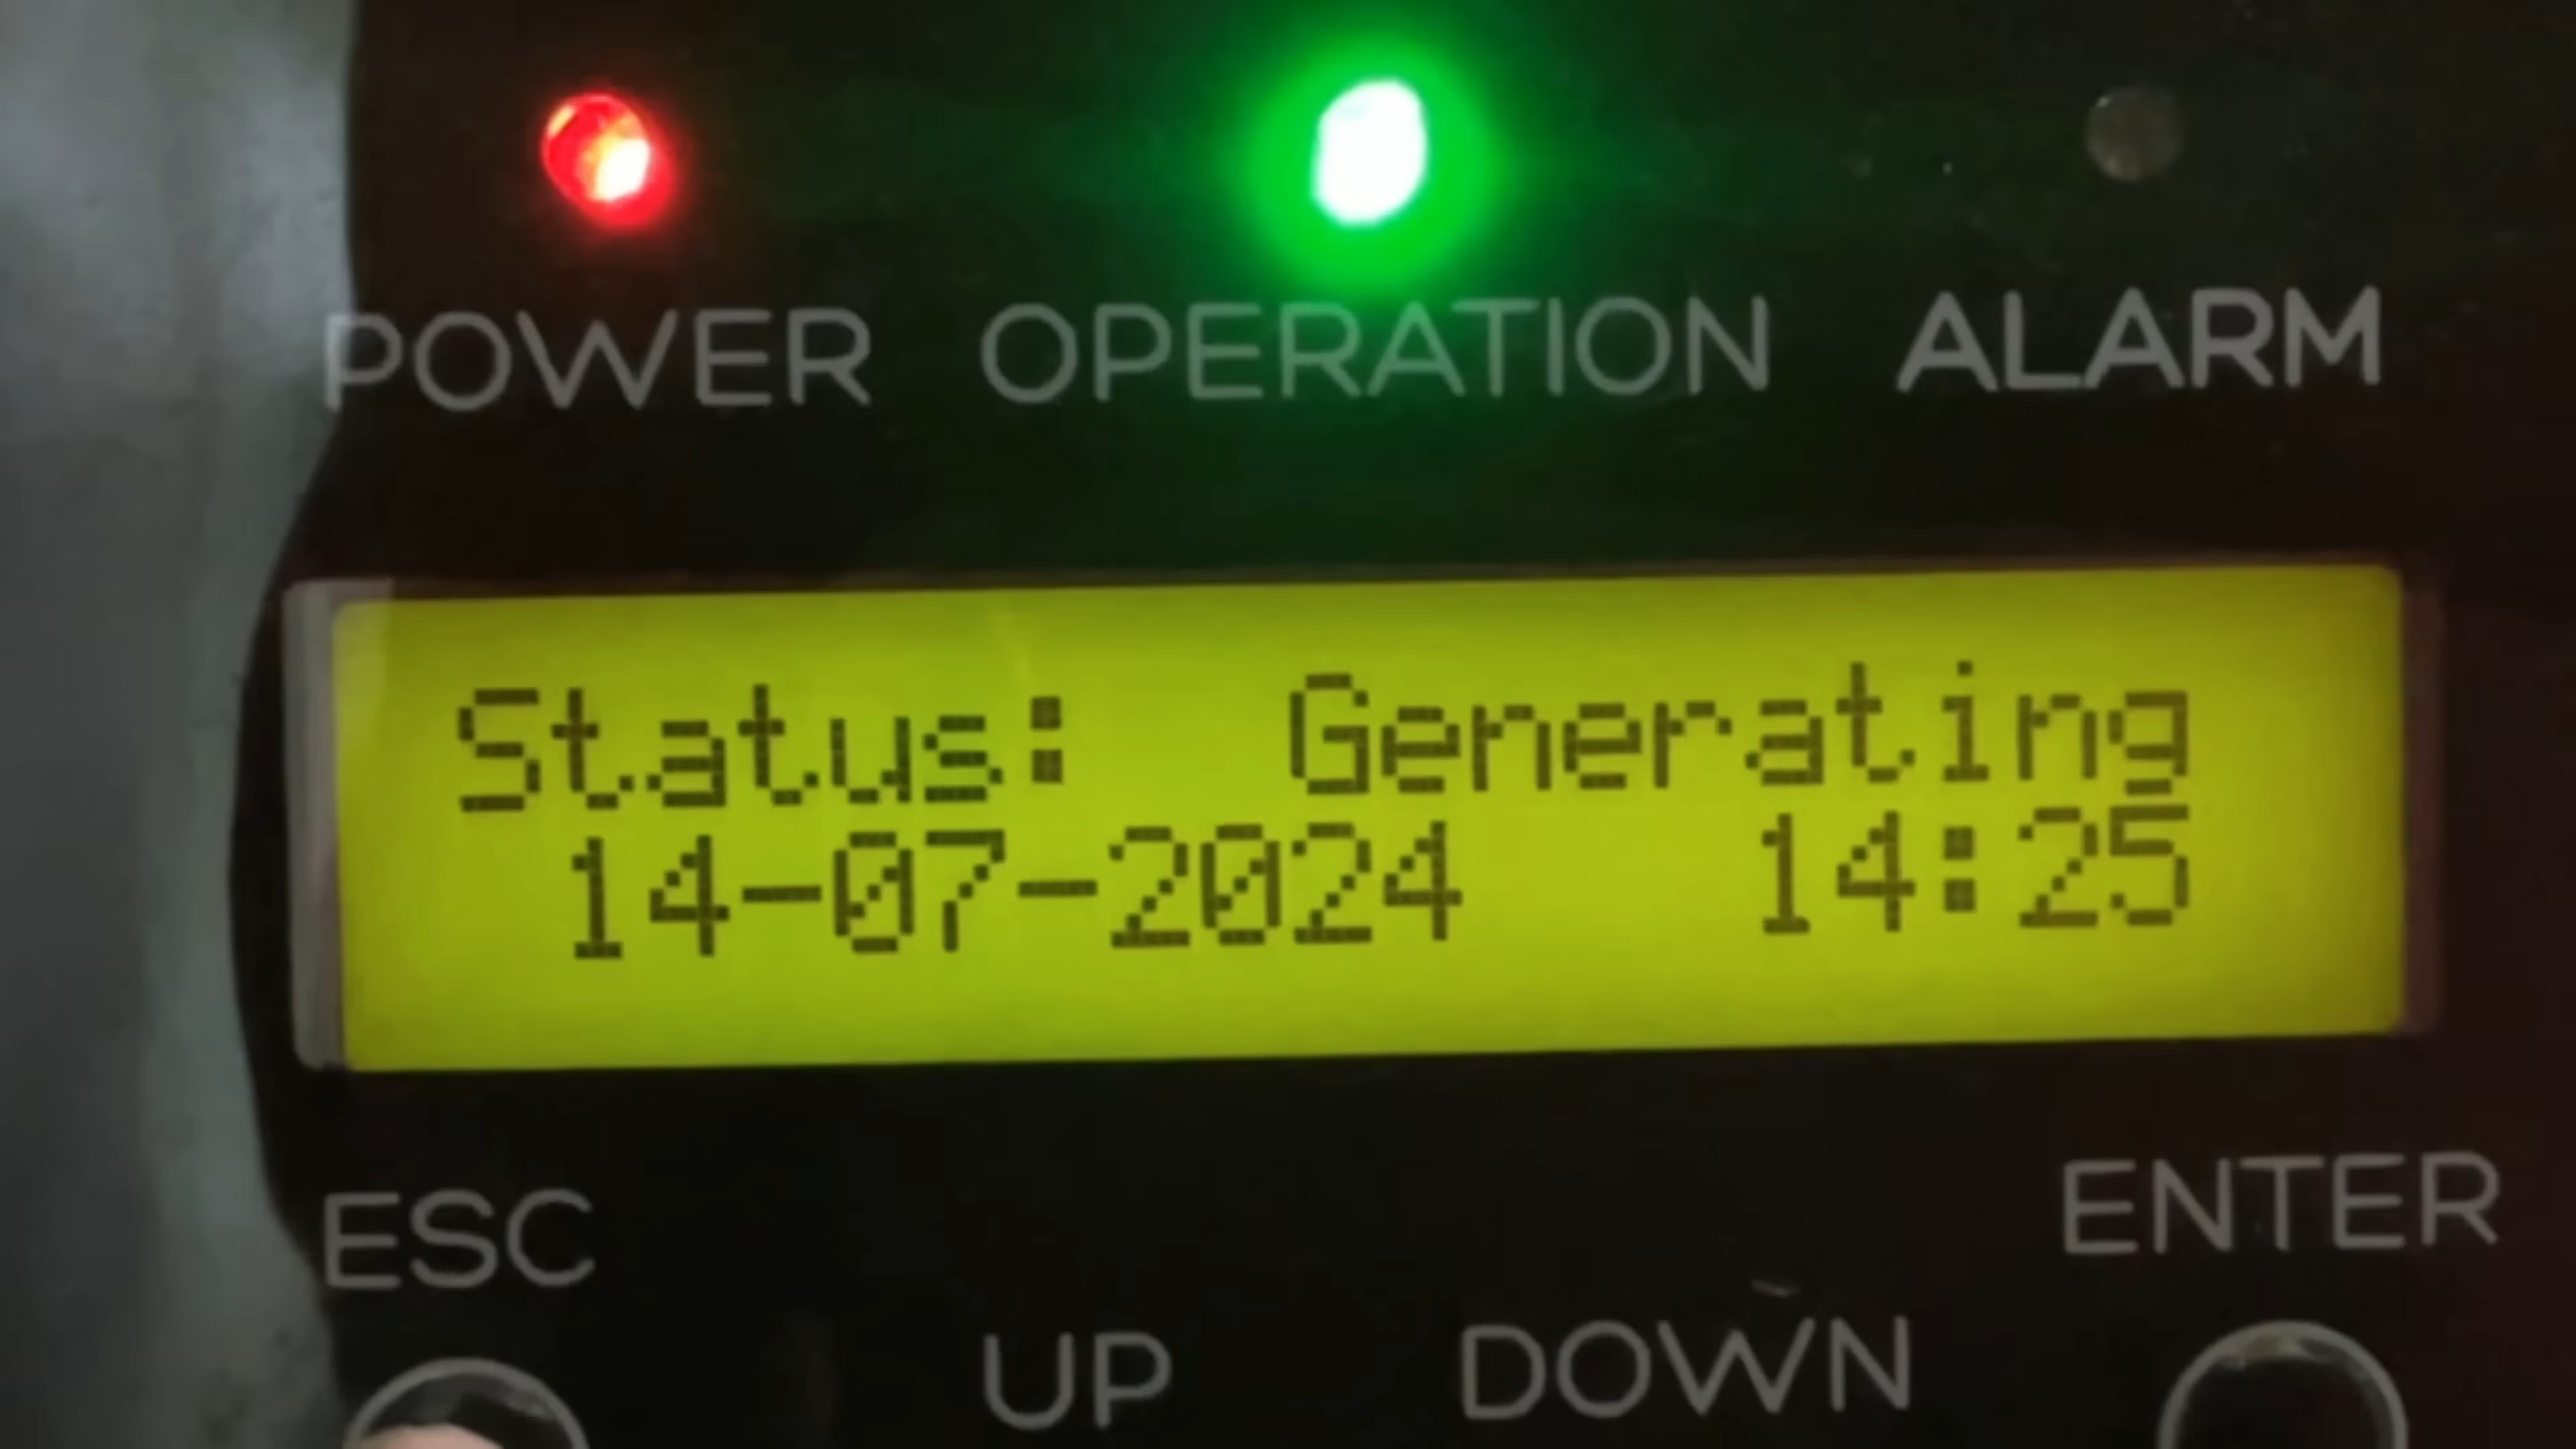 POWER OPERATION ALARM
Status: Generating
14-07-2024 14:25
ESC ENTER
UP DOWN